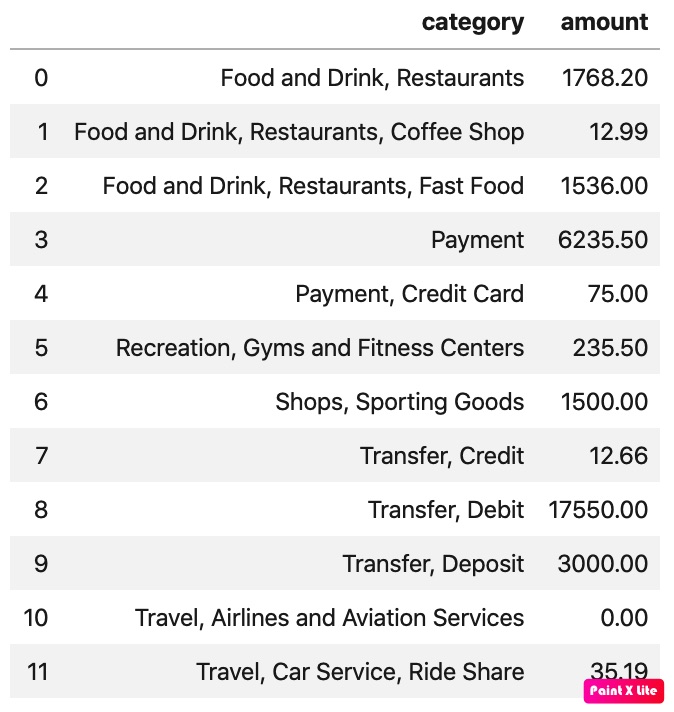 category amount
0 Food and Drink, Restaurants 1768.20
1 Food and Drink, Restaurants, Coffee Shop 12.99
2 Food and Drink, Restaurants, Fast Food 1536.00
3 Payment 6235.50
4 Payment, Credit Card 75.00
5 Recreation, Gyms and Fitness Centers 235.50
6 Shops, Sporting Goods 1500.00
7 Transfer, Credit 12.66
8 Transfer, Debit 17550.00
9 Transfer, Deposit 3000.00
10 Travel, Airlines and Aviation Services 0.00
11 Travel, Car Service, Ride Share 35.19
Paint X Lite